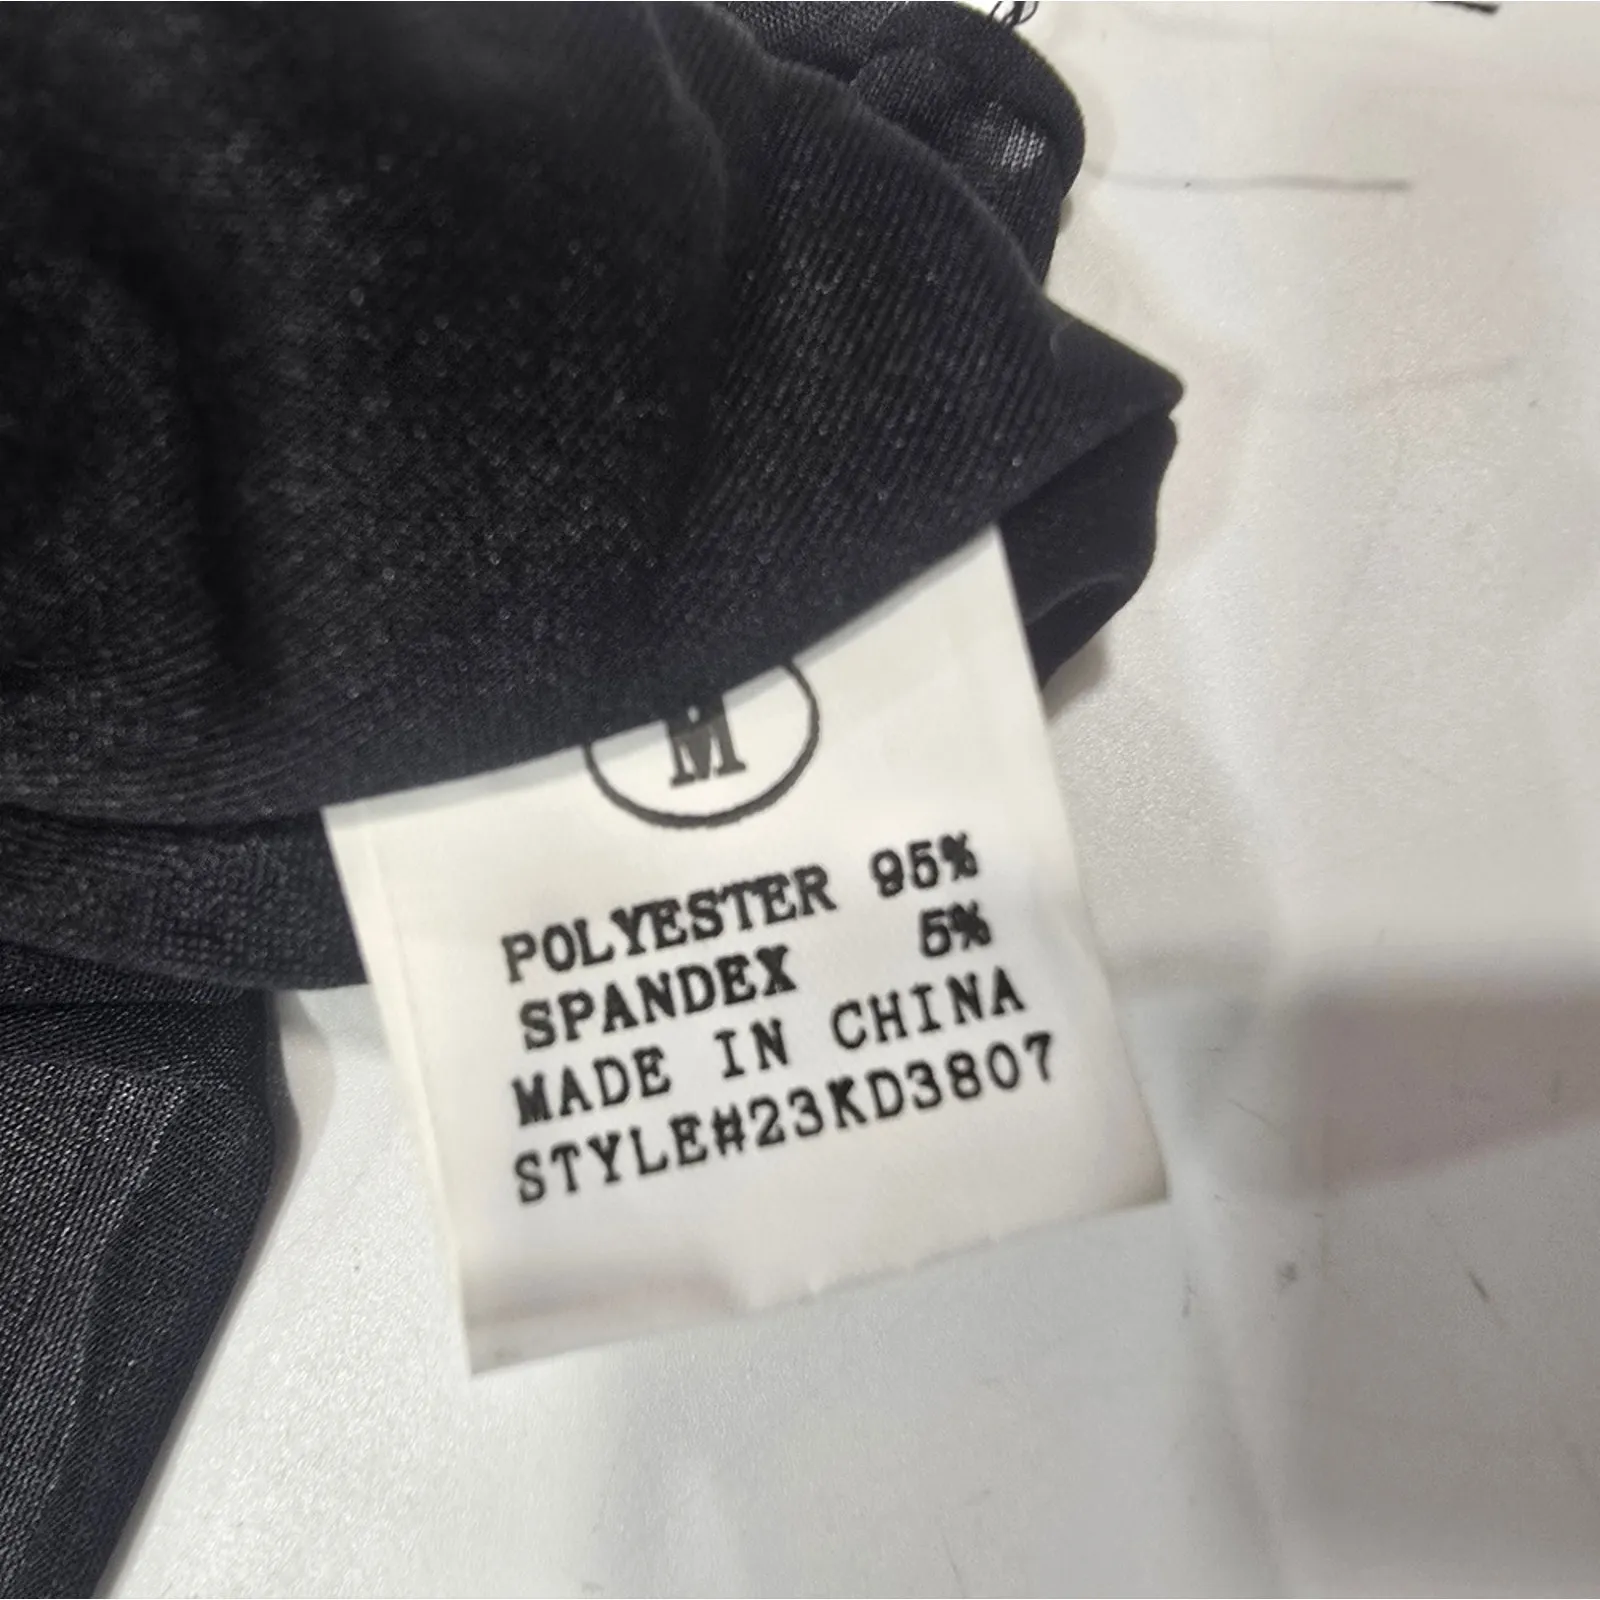 M
POLYESTER 95%
SPANDEX 5%
MADE IN CHINA
STYLE#23KD3807